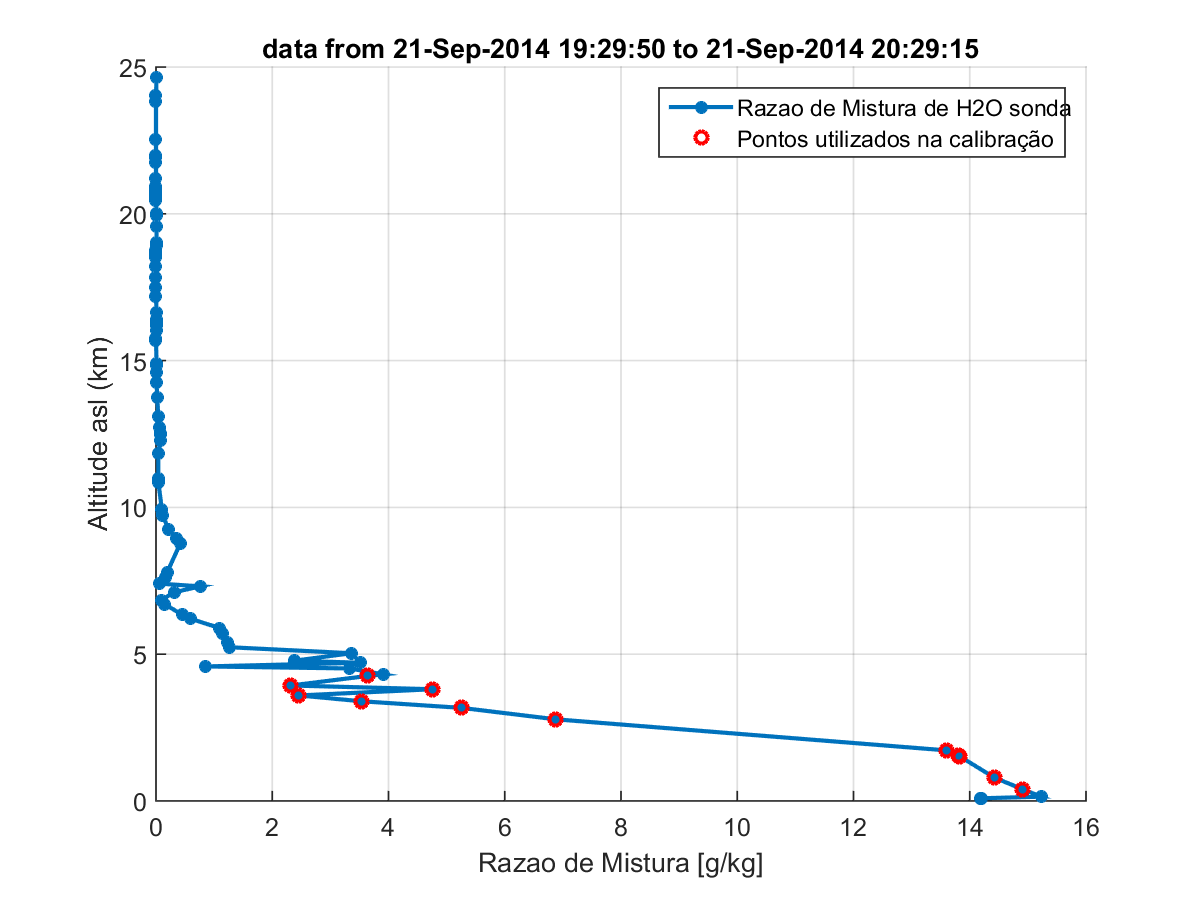 data from 21-Sep-2014 19:29:50 to 21-Sep-2014 20:29:15
Razao de Mistura de H2O sonda
Pontos utilizados na calibração
25
20
15
10
5
0
Altitude asl (km)
0 2 4 6 8 10 12 14 16
Razao de Mistura [g/kg]